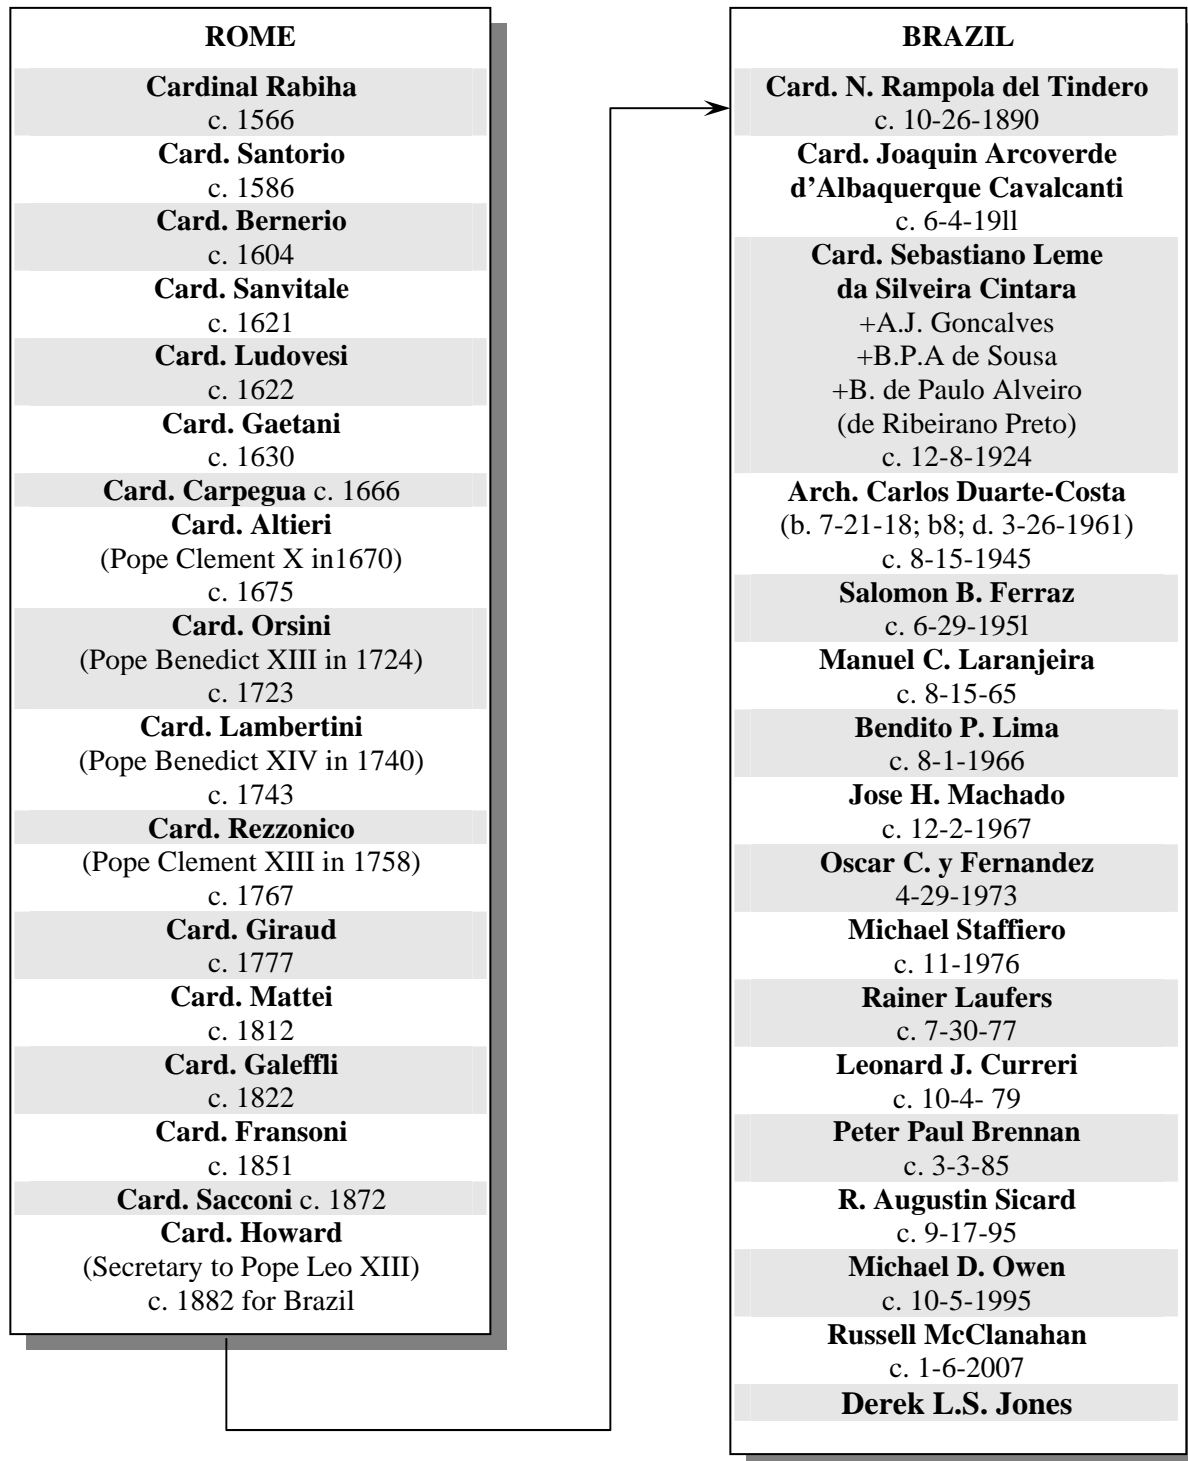 ROME
Cardinal Rabiha
c. 1566
Card. Santorio
c. 1586
Card. Bernerio
c. 1604
Card. Sanvitale
c. 1621
Card. Ludovesi
c. 1622
Card. Gaetani
c. 1630
Card. Carpegua c. 1666
Card. Altieri
(Pope Clement X in1670)
c. 1675
Card. Orsini
(Pope Benedict XIII in 1724)
c. 1723
Card. Lambertini
(Pope Benedict XIV in 1740)
c. 1743
Card. Rezzonico
(Pope Clement XIII in 1758)
c. 1767
Card. Giraud
c. 1777
Card. Mattei
c. 1812
Card. Galeffli
c. 1822
Card. Fransoni
c. 1851
Card. Sacconi c. 1872
Card. Howard
(Secretary to Pope Leo XIII)
c. 1882 for Brazil
BRAZIL
Card. N. Rampola del Tindero
c. 10-26-1890
Card. Joaquin Arcoverde
d’Albaquerque Cavalcanti
c. 6-4-19ll
Card. Sebastiano Leme
da Silveira Cintara
+A.J. Goncalves
+B.P.A de Sousa
+B. de Paulo Alveiro
(de Ribeirano Preto)
c. 12-8-1924
Arch. Carlos Duarte-Costa
(b. 7-21-18; b8; d. 3-26-1961)
c. 8-15-1945
Salomon B. Ferraz
c. 6-29-195l
Manuel C. Laranjeira
c. 8-15-65
Bendito P. Lima
c. 8-1-1966
Jose H. Machado
c. 12-2-1967
Oscar C. y Fernandez
4-29-1973
Michael Staffiero
c. 11-1976
Rainer Laufers
c. 7-30-77
Leonard J. Curreri
c. 10-4- 79
Peter Paul Brennan
c. 3-3-85
R. Augustin Sicard
c. 9-17-95
Michael D. Owen
c. 10-5-1995
Russell McClanahan
c. 1-6-2007
Derek L.S. Jones